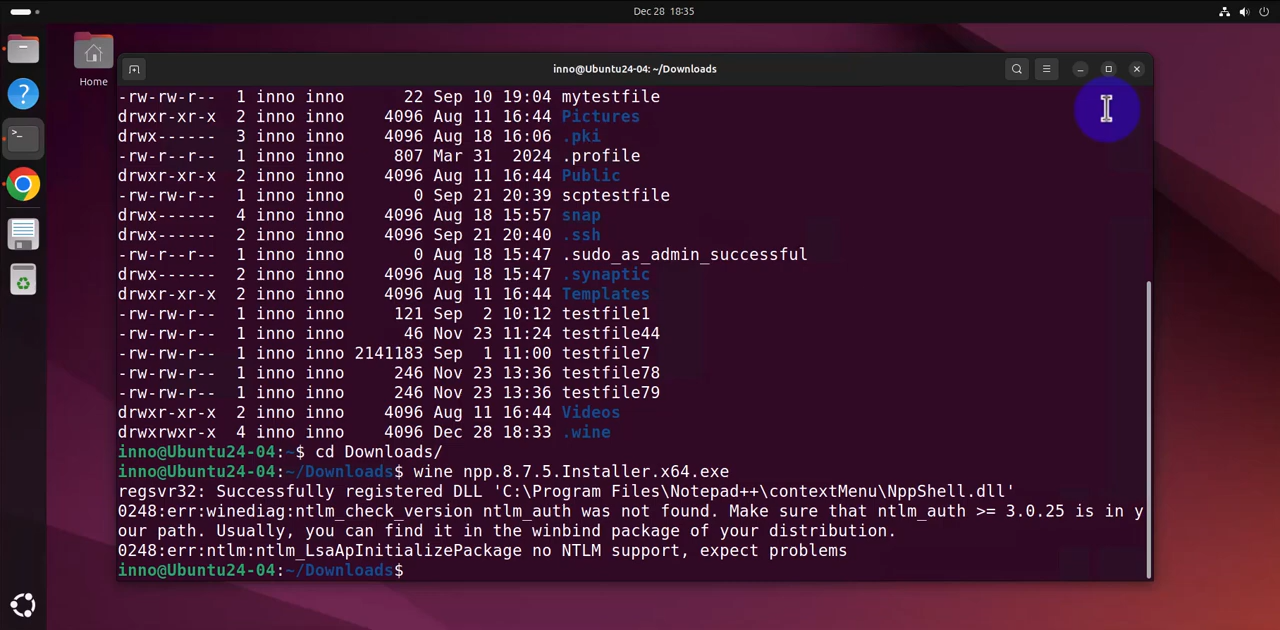 Dec 28 18:35
Home
inno@Ubuntu24-04: ~/Downloads
-rw-rw-r-- 1 inno inno 22 Sep 10 19:04 mytestfile
drwxr-xr-x 2 inno inno 4096 Aug 11 16:44 Pictures
drwx------ 3 inno inno 4096 Aug 18 16:06 .pki
-rw-r--r-- 1 inno inno 807 Mar 31 2024 .profile
drwxr-xr-x 2 inno inno 4096 Aug 11 16:44 Public
-rw-rw-r-- 1 inno inno 0 Sep 21 20:39 scptestfile
drwx------ 4 inno inno 4096 Aug 18 15:57 snap
drwx------ 2 inno inno 4096 Sep 21 20:40 .ssh
-rw-r--r-- 1 inno inno 0 Aug 18 15:47 .sudo_as_admin_successful
drwx------ 2 inno inno 4096 Aug 18 15:47 .synaptic
drwxr-xr-x 2 inno inno 4096 Aug 11 16:44 Templates
-rw-rw-r-- 1 inno inno 121 Sep 2 10:12 testfile1
-rw-rw-r-- 1 inno inno 46 Nov 23 11:24 testfile44
-rw-rw-r-- 1 inno inno 2141183 Sep 1 11:00 testfile7
-rw-rw-r-- 1 inno inno 246 Nov 23 13:36 testfile78
-rw-rw-r-- 1 inno inno 246 Nov 23 13:36 testfile79
drwxr-xr-x 2 inno inno 4096 Aug 11 16:44 Videos
drwxrwxr-x 4 inno inno 4096 Dec 28 18:33 .wine
inno@Ubuntu24-04:~$ cd Downloads/
inno@Ubuntu24-04:~/Downloads$ wine npp.8.7.5.Installer.x64.exe
regsvr32: Successfully registered DLL 'C:\Program Files\Notepad++\contextMenu\NppShell.dll'
0248:err:winediag:ntlm_check_version ntlm_auth was not found. Make sure that ntlm_auth >= 3.0.25 is in y
our path. Usually, you can find it in the winbind package of your distribution.
0248:err:ntlm:ntlm_LsaApInitializePackage no NTLM support, expect problems
inno@Ubuntu24-04:~/Downloads$